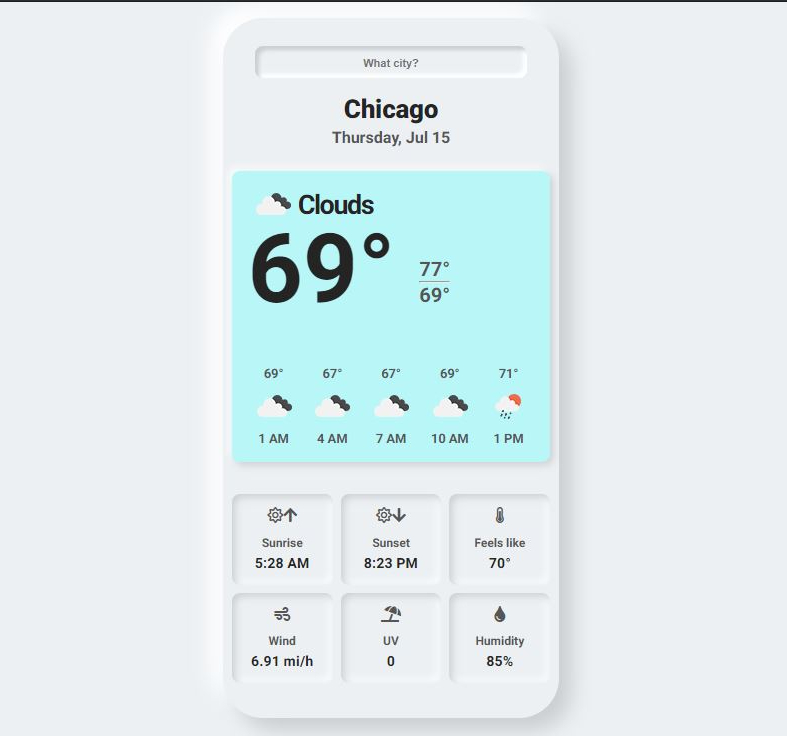 What city?
Chicago
Thursday, Jul 15
Clouds
69°
77°
69°
69° 67° 67° 69° 71°
1 AM 4 AM 7 AM 10 AM 1 PM
Sunrise Sunset Feels like
5:28 AM 8:23 PM 70°
Wind UV Humidity
6.91 mi/h 0 85%